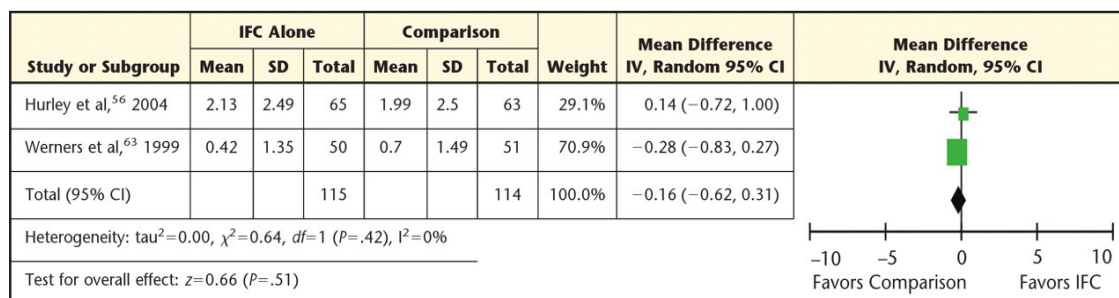 IFC Alone Comparison Mean Difference Mean Difference
Study or Subgroup Mean SD Total Mean SD Total Weight IV, Random 95% CI IV, Random, 95% CI
Hurley et al,⁵⁶ 2004 2.13 2.49 65 1.99 2.5 63 29.1% 0.14 (−0.72, 1.00)
Werners et al,⁶³ 1999 0.42 1.35 50 0.7 1.49 51 70.9% −0.28 (−0.83, 0.27)
Total (95% CI) 115 114 100.0% −0.16 (−0.62, 0.31)
Heterogeneity: tau²=0.00, χ²=0.64, df=1 (P=.42), I²=0%
Test for overall effect: z=0.66 (P=.51)
−10 −5 0 5 10
Favors Comparison Favors IFC